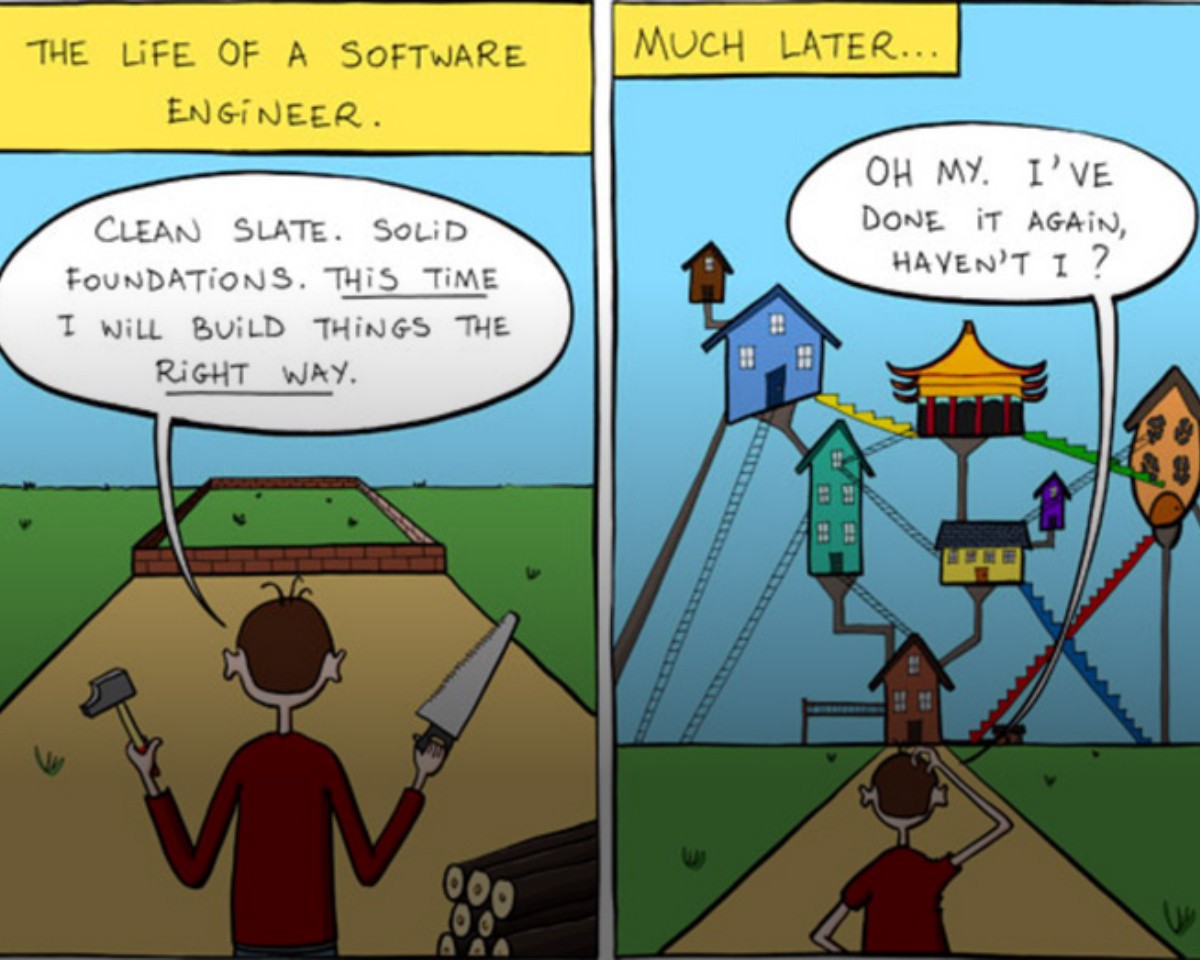 THE LIFE OF A SOFTWARE
ENGINEER.
CLEAN SLATE. SOLID
FOUNDATIONS. THIS TIME
I WILL BUILD THINGS THE
RIGHT WAY.
MUCH LATER...
OH MY. I'VE
DONE IT AGAIN,
HAVEN'T I ?